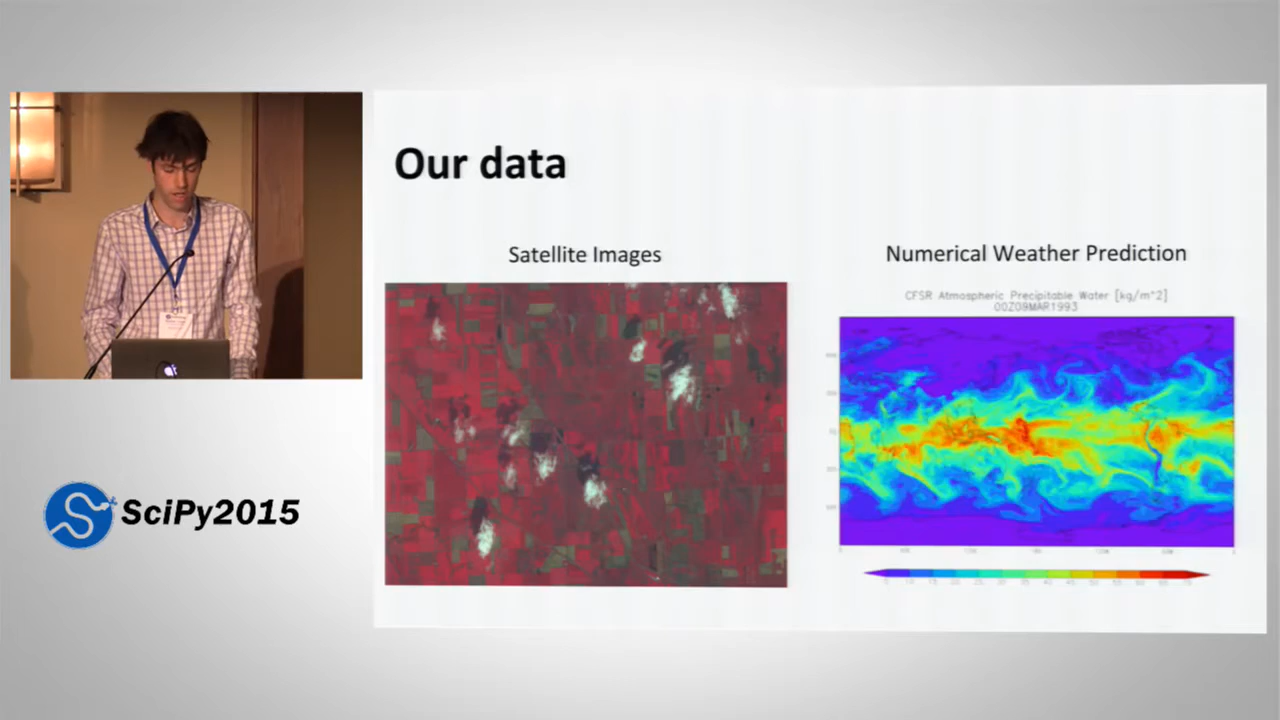 Our data
Satellite Images
Numerical Weather Prediction
CFSR Atmospheric Precipitable Water [kg/m^2]
00Z09MAR1993
SciPy2015